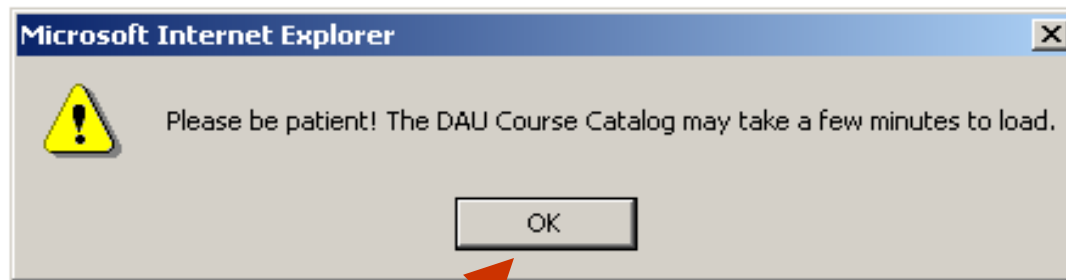 Microsoft Internet Explorer
Please be patient! The DAU Course Catalog may take a few minutes to load.
OK